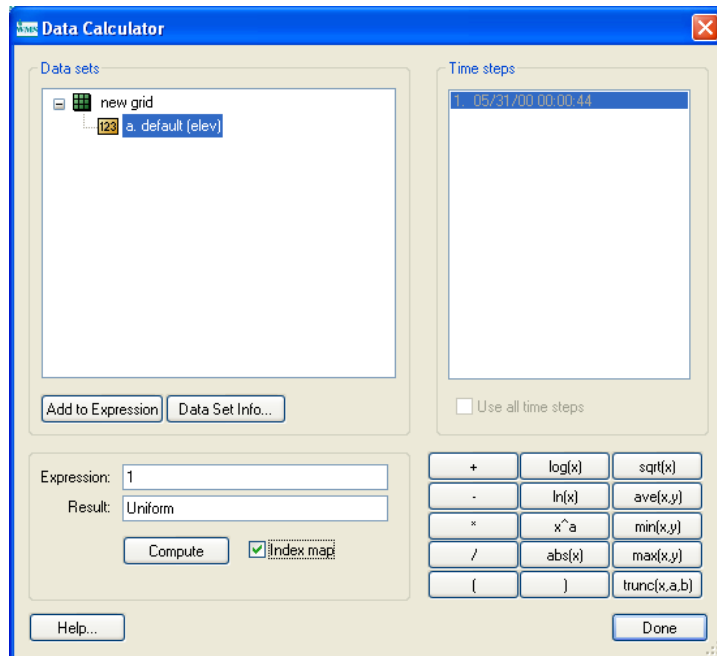 WMS Data Calculator
Data sets
new grid
123 a. default (elev)
Add to Expression Data Set Info...
Time steps
1. 05/31/00 00:00:44
Use all time steps
Expression: 1
Result: Uniform
Compute Index map
+ log(x) sqrt(x)
- ln(x) ave(x,y)
* x^a min(x,y)
/ abs(x) max(x,y)
( ) trunc(x,a,b)
Help... Done